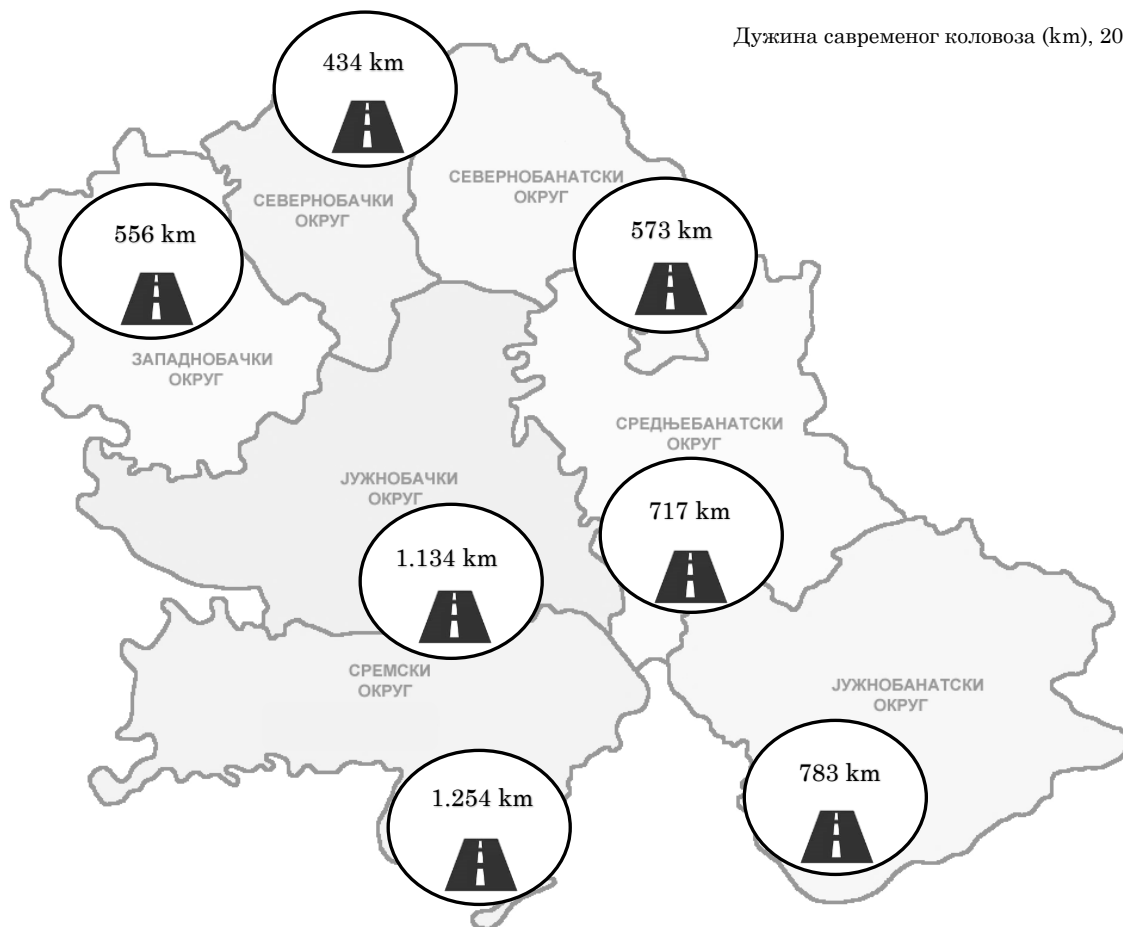 Дужина савременог коловоза (km), 20
434 km
СЕВЕРНОБАНАТСКИ
ОКРУГ
СЕВЕРНОБАЧКИ
ОКРУГ
556 km
573 km
ЗАПАДНОБАЧКИ
ОКРУГ
СРЕДЊЕБАНАТСКИ
ОКРУГ
ЈУЖНОБАЧКИ
ОКРУГ
717 km
1.134 km
СРЕМСКИ
ОКРУГ
ЈУЖНОБАНАТСКИ
ОКРУГ
783 km
1.254 km